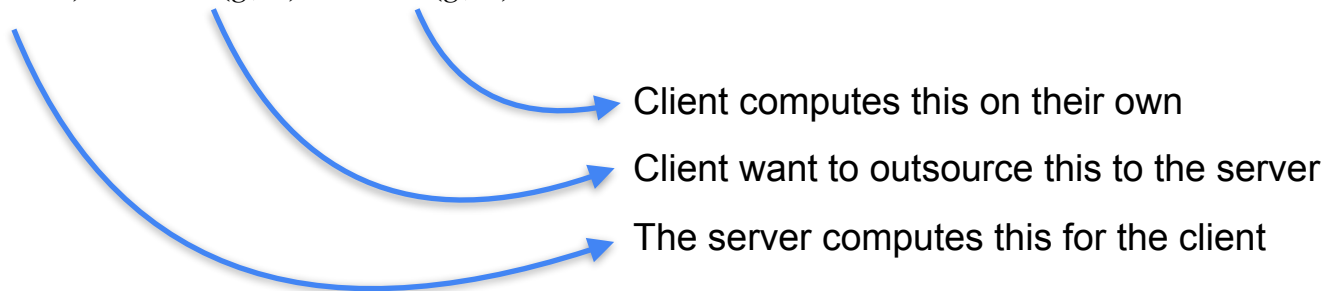 Client computes this on their own
Client want to outsource this to the server
The server computes this for the client